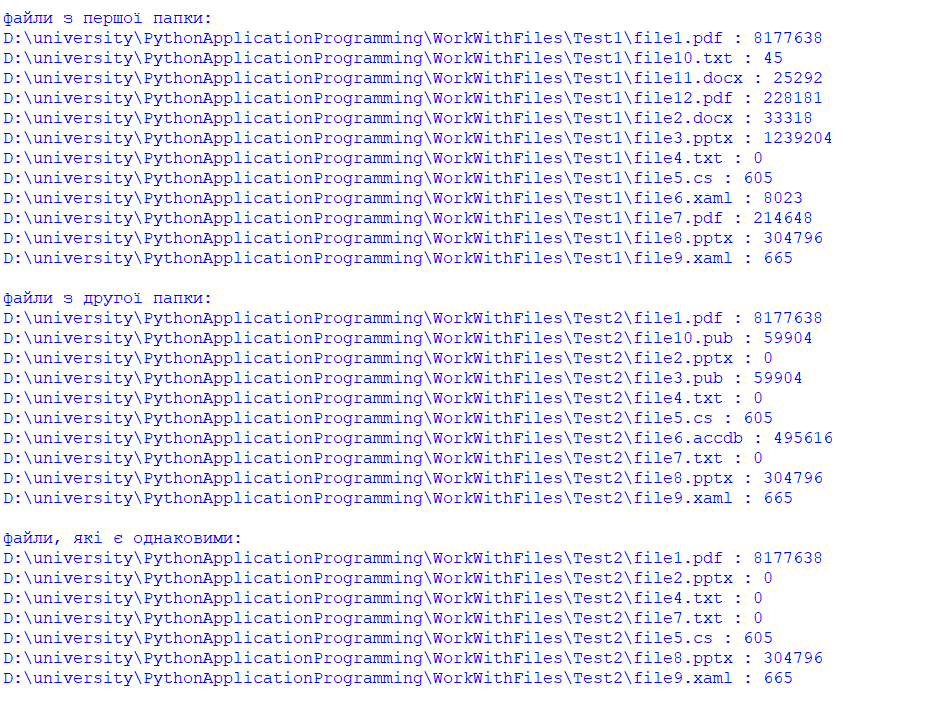 файли з першої папки:
D:\university\PythonApplicationProgramming\WorkWithFiles\Test1\file1.pdf : 8177638
D:\university\PythonApplicationProgramming\WorkWithFiles\Test1\file10.txt : 45
D:\university\PythonApplicationProgramming\WorkWithFiles\Test1\file11.docx : 25292
D:\university\PythonApplicationProgramming\WorkWithFiles\Test1\file12.pdf : 228181
D:\university\PythonApplicationProgramming\WorkWithFiles\Test1\file2.docx : 33318
D:\university\PythonApplicationProgramming\WorkWithFiles\Test1\file3.pptx : 1239204
D:\university\PythonApplicationProgramming\WorkWithFiles\Test1\file4.txt : 0
D:\university\PythonApplicationProgramming\WorkWithFiles\Test1\file5.cs : 605
D:\university\PythonApplicationProgramming\WorkWithFiles\Test1\file6.xaml : 8023
D:\university\PythonApplicationProgramming\WorkWithFiles\Test1\file7.pdf : 214648
D:\university\PythonApplicationProgramming\WorkWithFiles\Test1\file8.pptx : 304796
D:\university\PythonApplicationProgramming\WorkWithFiles\Test1\file9.xaml : 665
файли з другої папки:
D:\university\PythonApplicationProgramming\WorkWithFiles\Test2\file1.pdf : 8177638
D:\university\PythonApplicationProgramming\WorkWithFiles\Test2\file10.pub : 59904
D:\university\PythonApplicationProgramming\WorkWithFiles\Test2\file2.pptx : 0
D:\university\PythonApplicationProgramming\WorkWithFiles\Test2\file3.pub : 59904
D:\university\PythonApplicationProgramming\WorkWithFiles\Test2\file4.txt : 0
D:\university\PythonApplicationProgramming\WorkWithFiles\Test2\file5.cs : 605
D:\university\PythonApplicationProgramming\WorkWithFiles\Test2\file6.accdb : 495616
D:\university\PythonApplicationProgramming\WorkWithFiles\Test2\file7.txt : 0
D:\university\PythonApplicationProgramming\WorkWithFiles\Test2\file8.pptx : 304796
D:\university\PythonApplicationProgramming\WorkWithFiles\Test2\file9.xaml : 665
файли, які є однаковими:
D:\university\PythonApplicationProgramming\WorkWithFiles\Test2\file1.pdf : 8177638
D:\university\PythonApplicationProgramming\WorkWithFiles\Test2\file2.pptx : 0
D:\university\PythonApplicationProgramming\WorkWithFiles\Test2\file4.txt : 0
D:\university\PythonApplicationProgramming\WorkWithFiles\Test2\file7.txt : 0
D:\university\PythonApplicationProgramming\WorkWithFiles\Test2\file5.cs : 605
D:\university\PythonApplicationProgramming\WorkWithFiles\Test2\file8.pptx : 304796
D:\university\PythonApplicationProgramming\WorkWithFiles\Test2\file9.xaml : 665